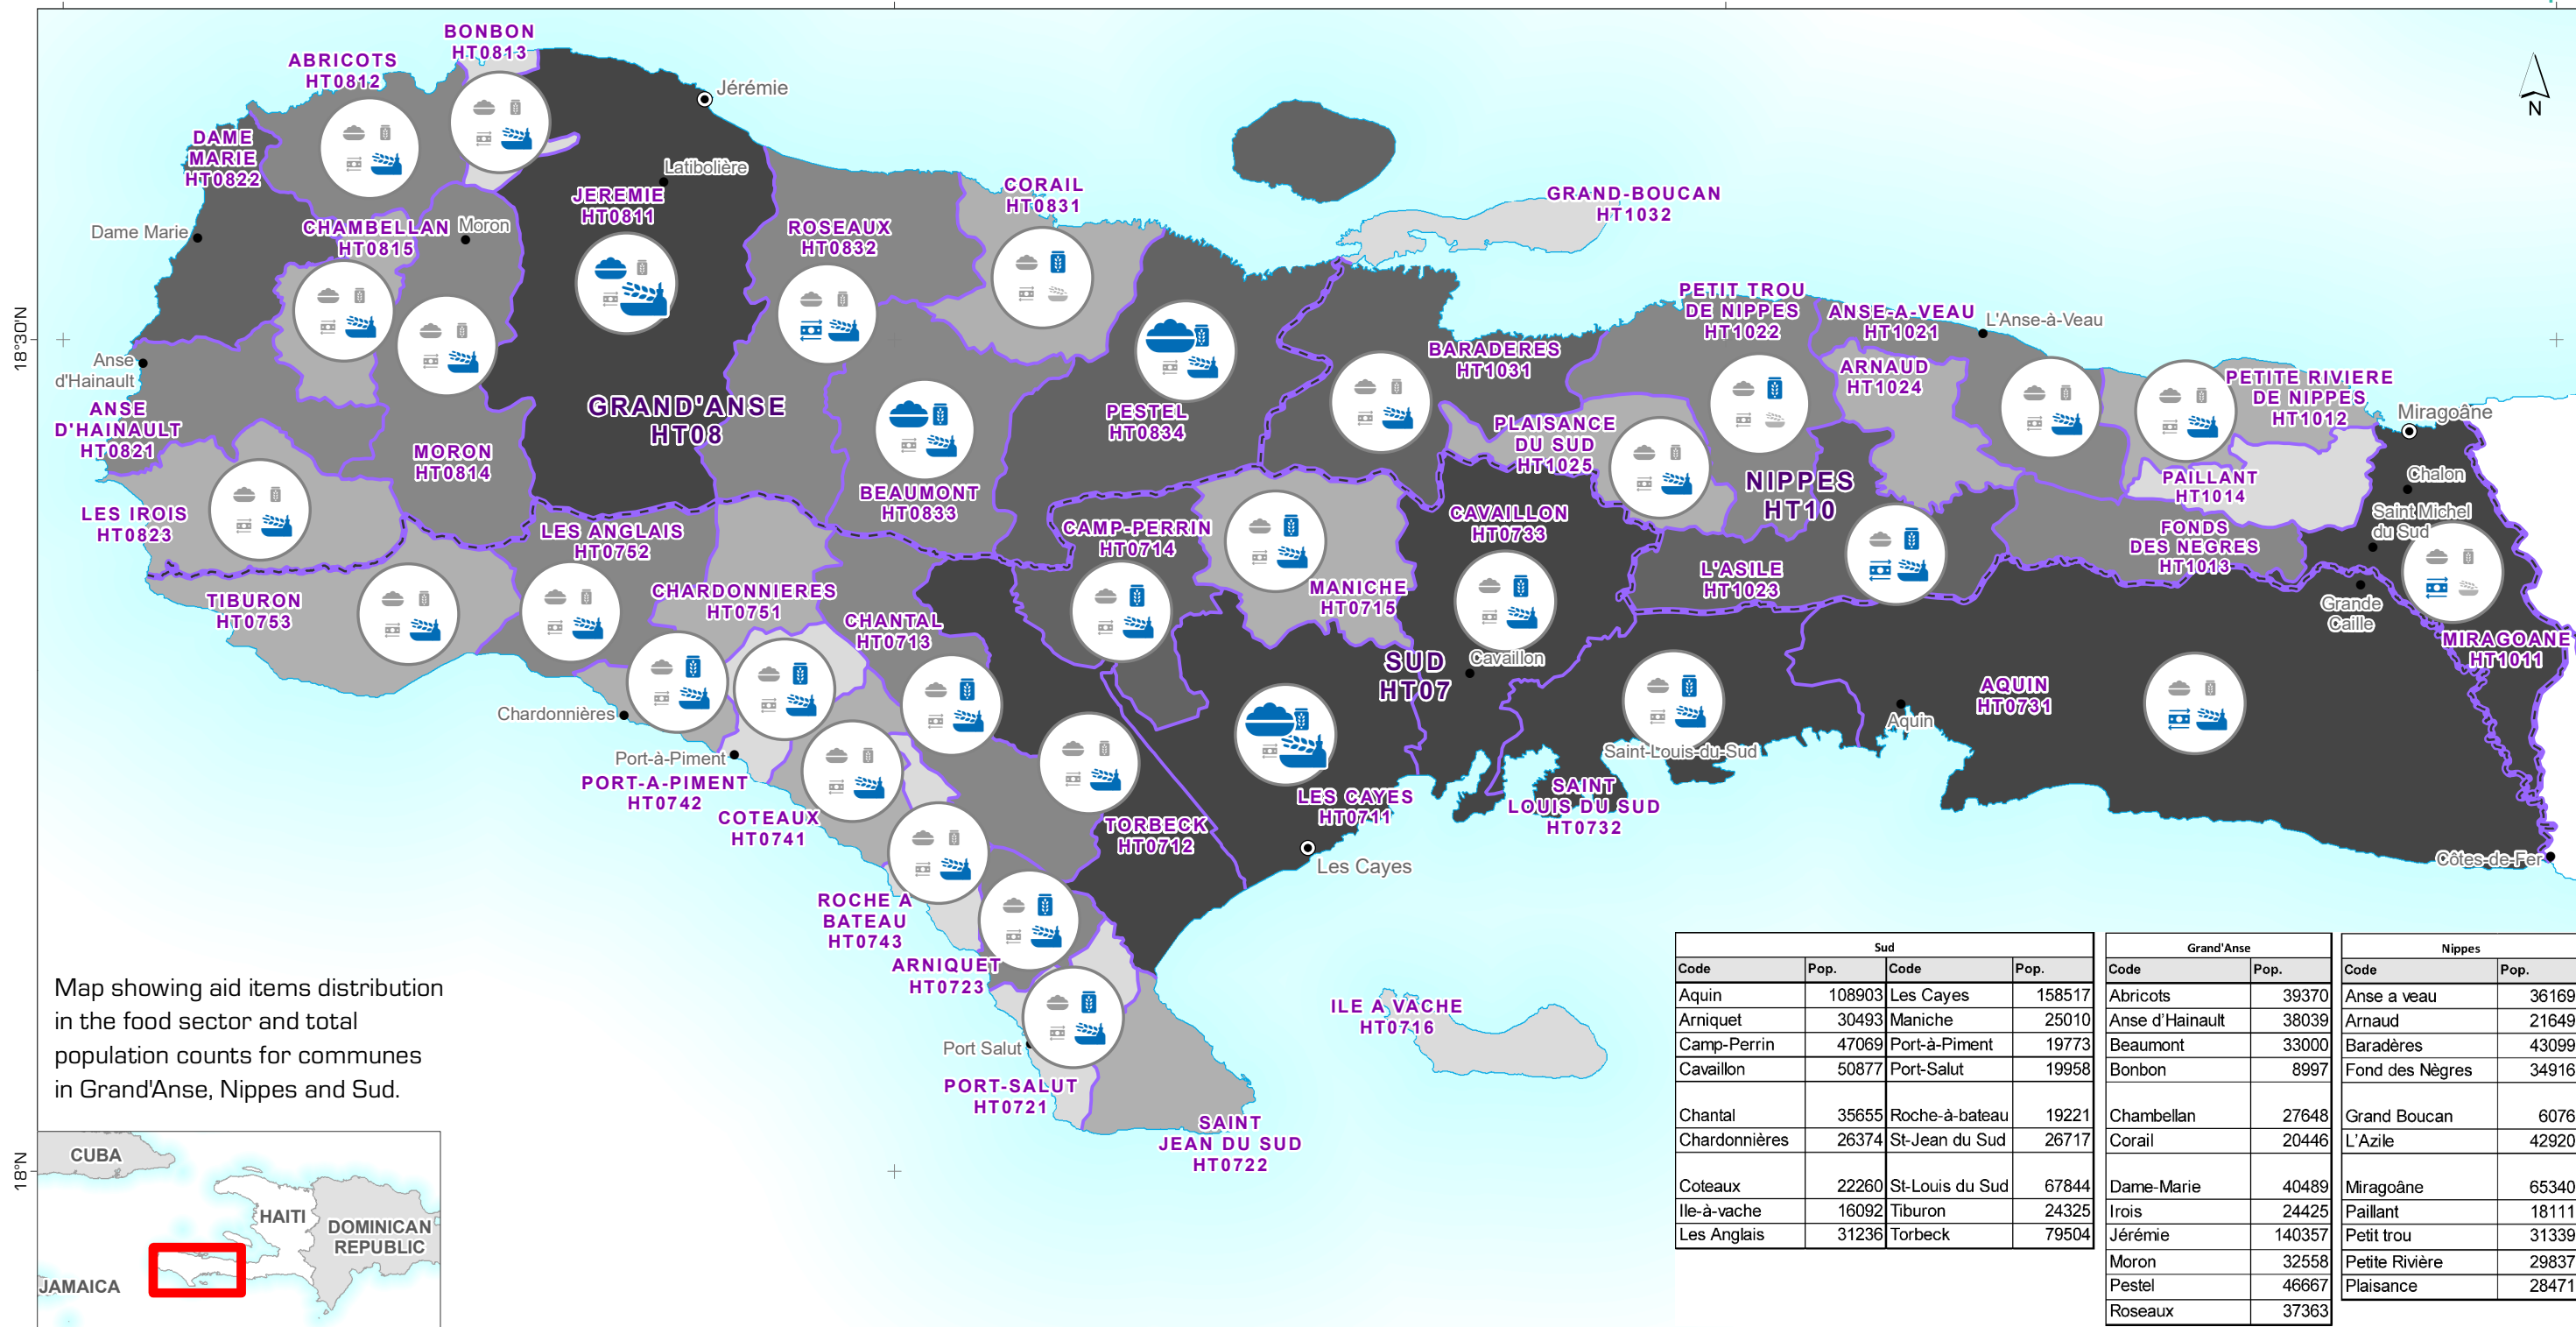 BONBON
HT0813
ABRICOTS
HT0812
Jérémie
N
DAME
MARIE
HT0822
Latibolière
JEREMIE
HT0811
CORAIL
HT0831
GRAND-BOUCAN
HT1032
Dame Marie
CHAMBELLAN
HT0815
Moron
ROSEAUX
HT0832
18°30'N
PETIT TROU
DE NIPPES
HT1022
ANSE-A-VEAU
HT1021
L'Anse-à-Veau
Anse
d'Hainault
BARADERES
HT1031
ARNAUD
HT1024
PETITE RIVIERE
DE NIPPES
HT1012
Miragoâne
ANSE
D'HAINAULT
HT0821
GRAND'ANSE
HT08
PESTEL
HT0834
PLAISANCE
DU SUD
HT1025
MORON
HT0814
NIPPES
HT10
PAILLANT
HT1014
Chalon
LES IROIS
HT0823
BEAUMONT
HT0833
CAVAILLON
HT0733
Saint Michel
du Sud
LES ANGLAIS
HT0752
CAMP-PERRIN
HT0714
FONDS
DES NEGRES
HT1013
TIBURON
HT0753
CHARDONNIERES
HT0751
MANICHE
HT0715
L'ASILE
HT1023
Grande
Caille
CHANTAL
HT0713
SUD
HT07
Cavaillon
MIRAGOANE
HT1011
Chardonnières
AQUIN
HT0731
Aquin
Port-à-Piment
Saint-Louis-du-Sud
PORT-A-PIMENT
HT0742
COTEAUX
HT0741
LES CAYES
HT0711
SAINT
LOUIS DU SUD
HT0732
TORBECK
HT0712
Les Cayes
Côtes-de-Fer
ROCHE A
BATEAU
HT0743
ARNIQUET
HT0723
ILE A VACHE
HT0716
Port Salut
PORT-SALUT
HT0721
SAINT
JEAN DU SUD
HT0722
18°N
Map showing aid items distribution
in the food sector and total
population counts for communes
in Grand'Anse, Nippes and Sud.
CUBA
HAITI
DOMINICAN
REPUBLIC
JAMAICA
Sud
Code Pop. Code Pop.
Aquin 108903 Les Cayes 158517
Arniquet 30493 Maniche 25010
Camp-Perrin 47069 Port-à-Piment 19773
Cavaillon 50877 Port-Salut 19958
Chantal 35655 Roche-à-bateau 19221
Chardonnières 26374 St-Jean du Sud 26717
Coteaux 22260 St-Louis du Sud 67844
Ile-à-vache 16092 Tiburon 24325
Les Anglais 31236 Torbeck 79504
Grand'Anse
Code Pop.
Abricots 39370
Anse d'Hainault 38039
Beaumont 33000
Bonbon 8997
Chambellan 27648
Corail 20446
Dame-Marie 40489
Irois 24425
Jérémie 140357
Moron 32558
Pestel 46667
Roseaux 37363
Nippes
Code Pop.
Anse a veau 36169
Arnaud 21649
Baradères 43099
Fond des Nègres 34916
Grand Boucan 6076
L'Azile 42920
Miragoâne 65340
Paillant 18111
Petit trou 31339
Petite Rivière 29837
Plaisance 28471